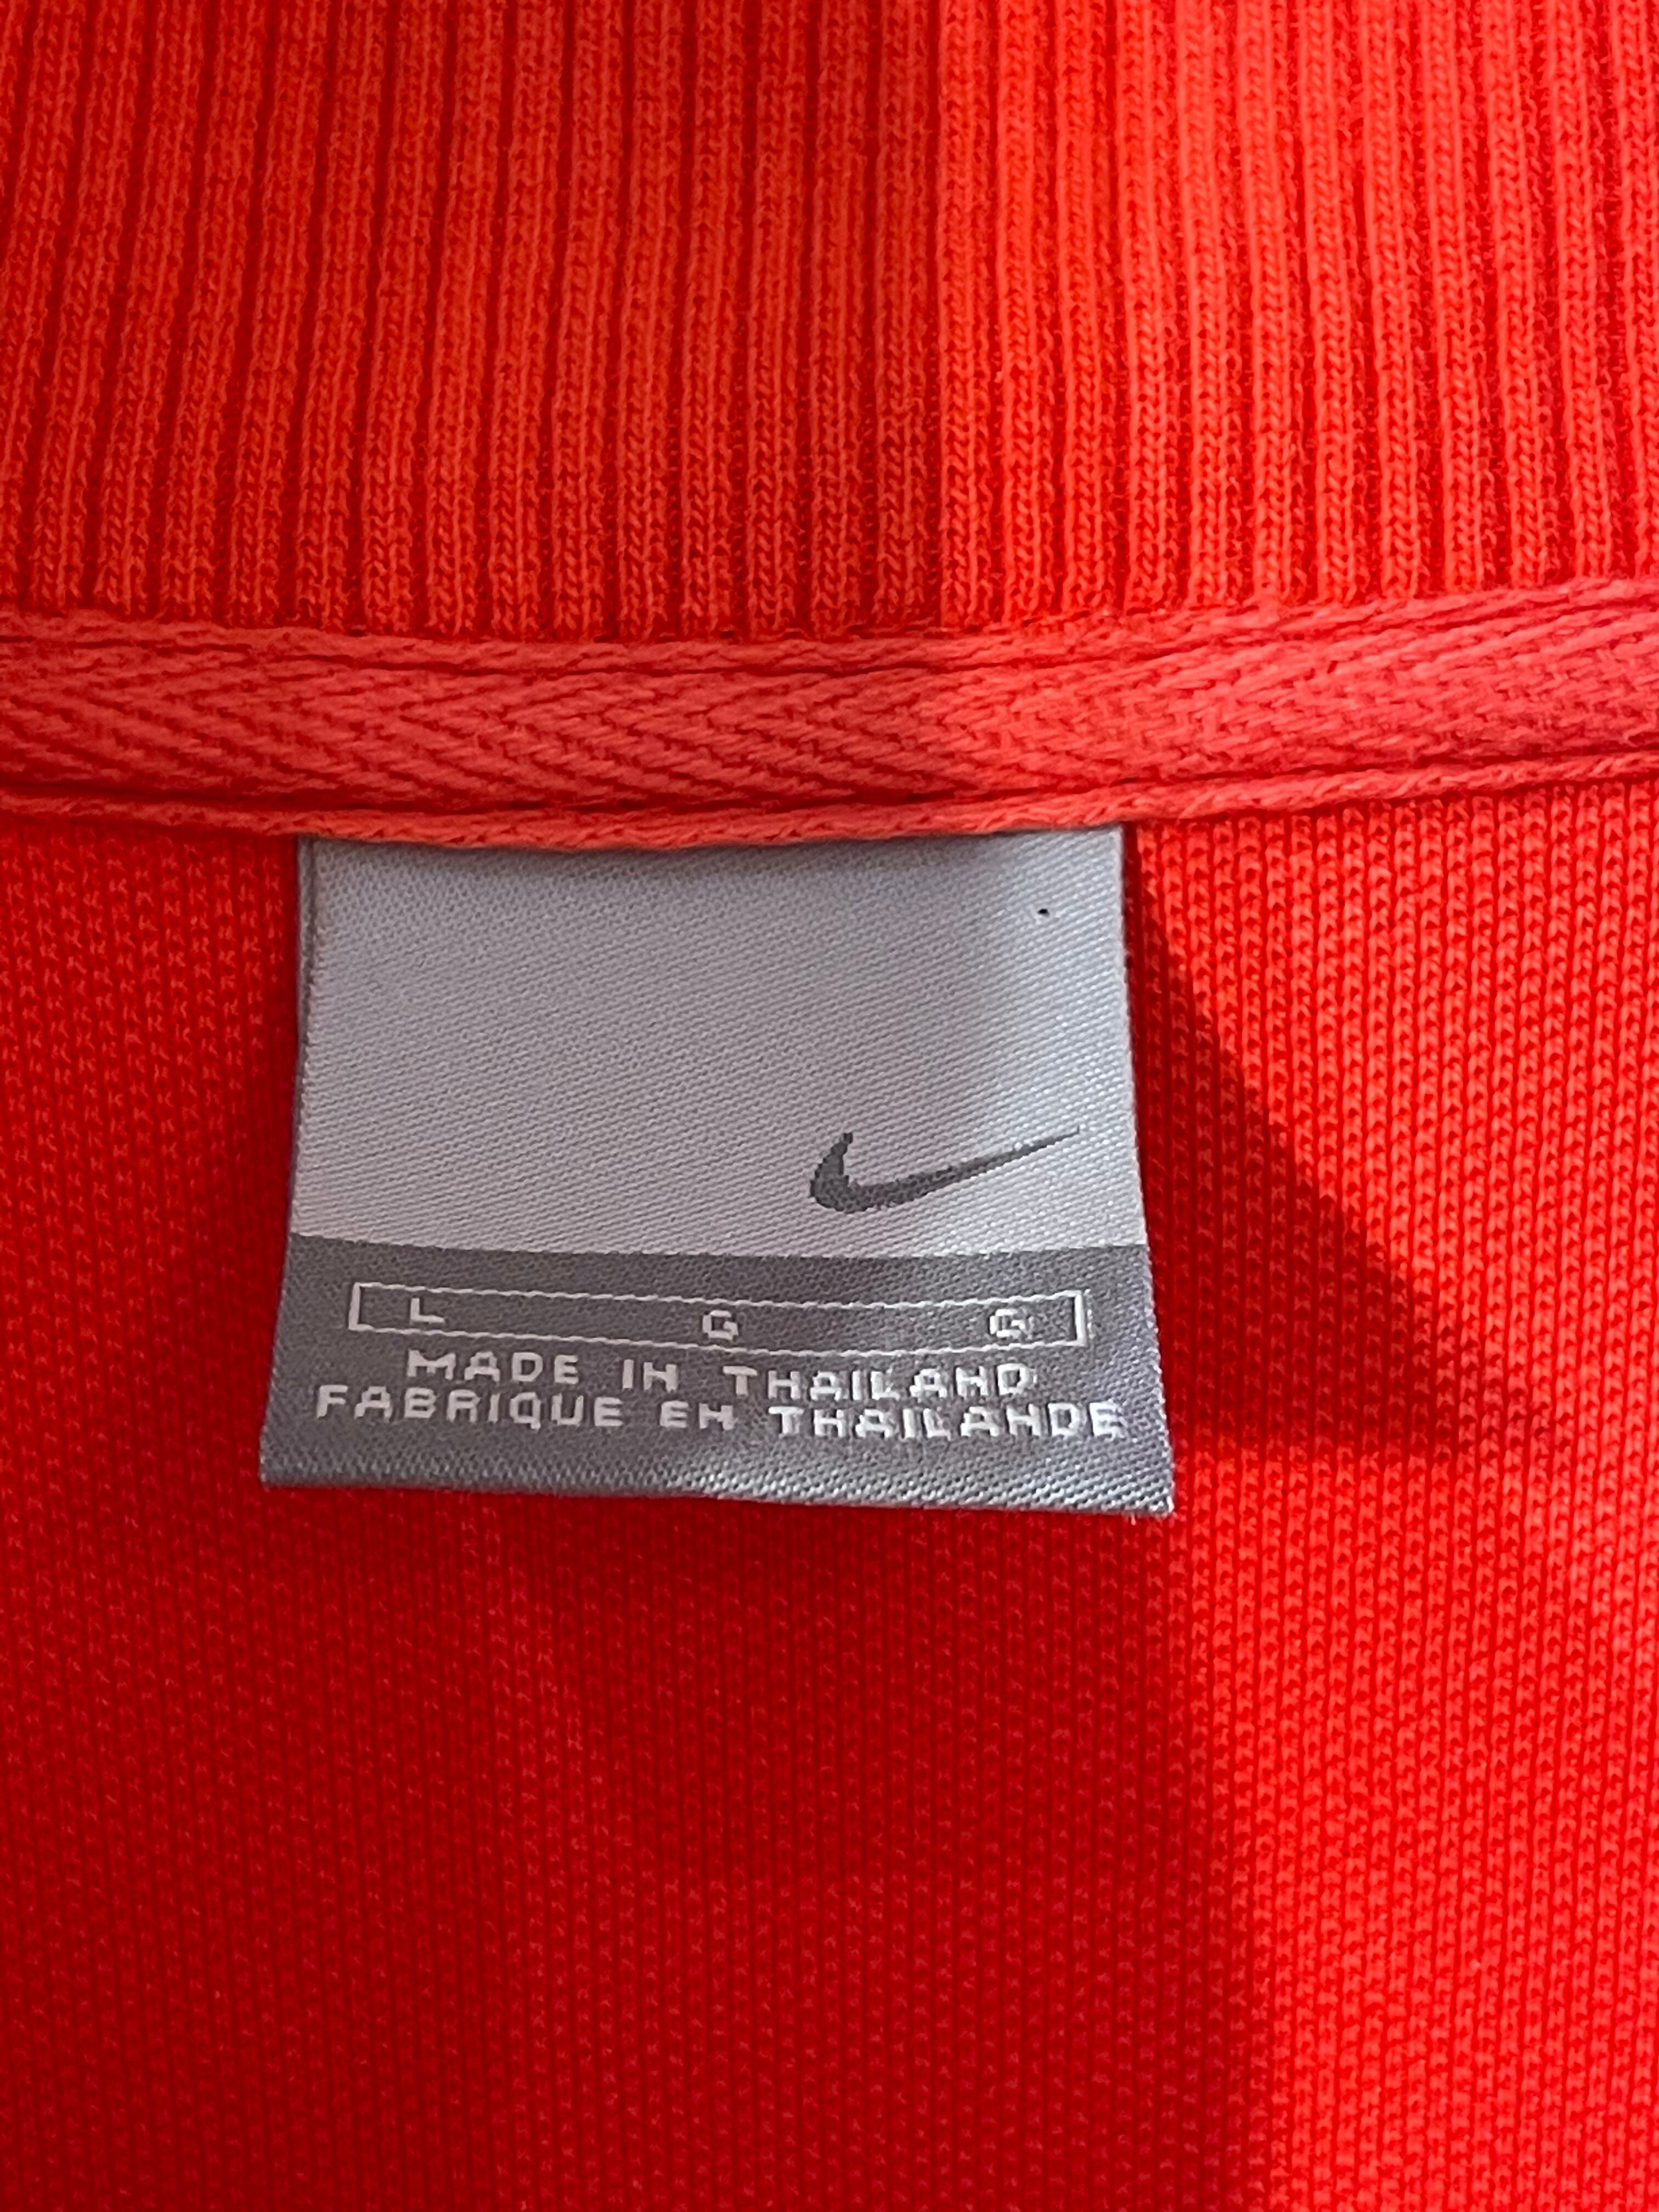 L G G
MADE IN THAILAND
FABRIQUE EN THAILANDE